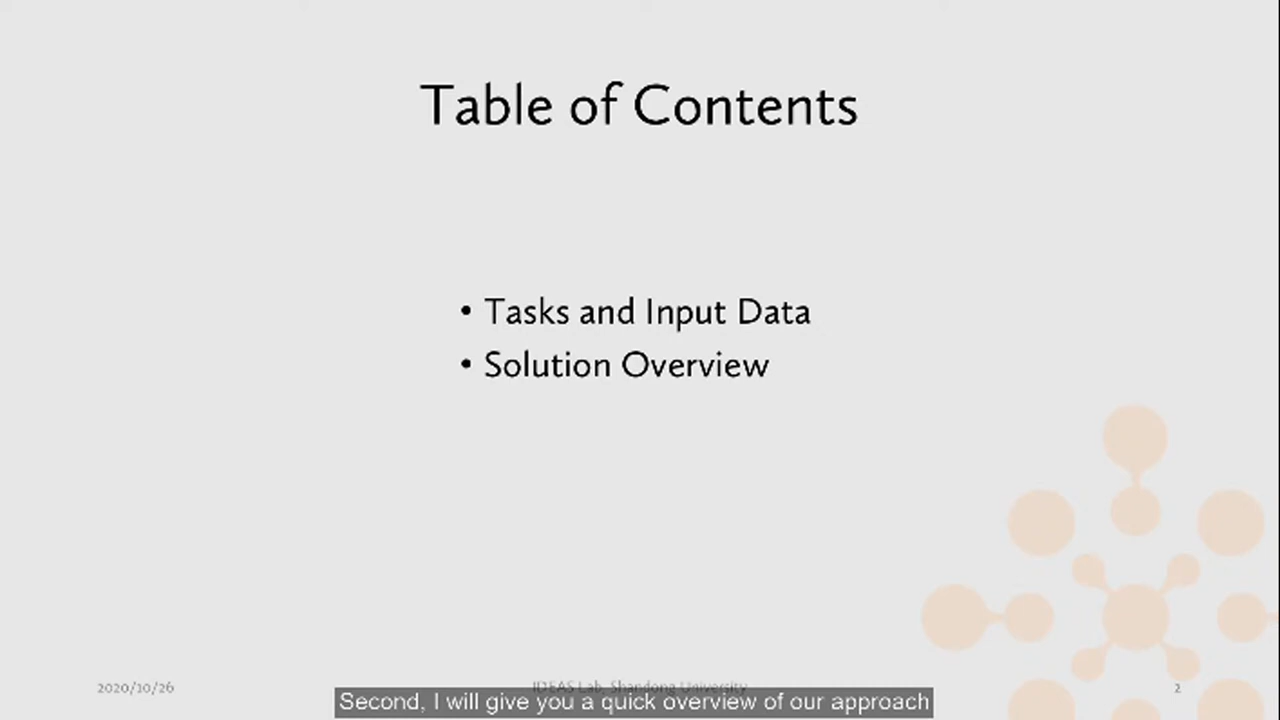 Table of Contents
• Tasks and Input Data
• Solution Overview
2020/10/26
IDEAS Lab, Shandong University
2
Second, I will give you a quick overview of our approach